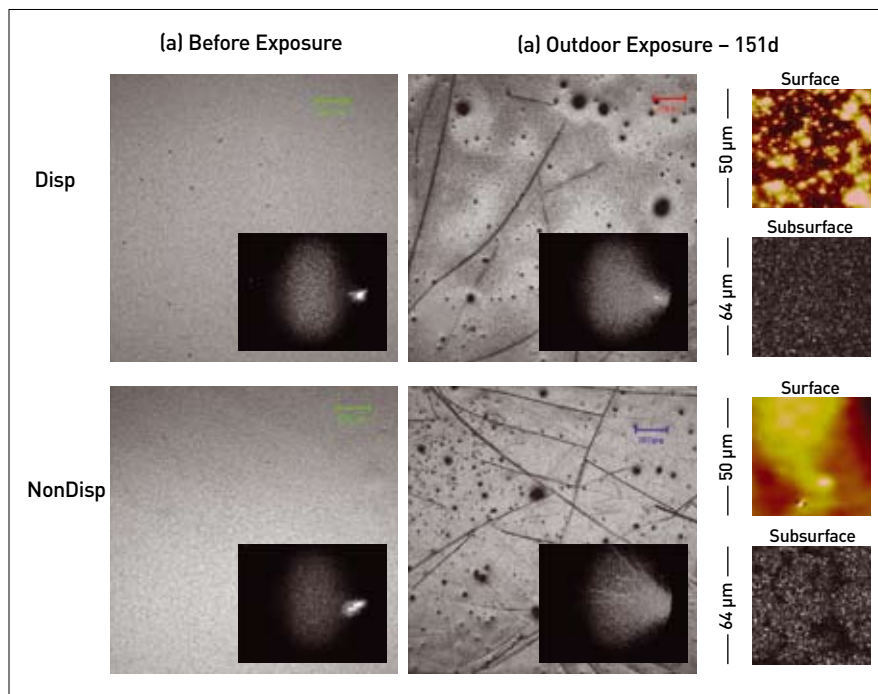 (a) Before Exposure
(a) Outdoor Exposure – 151d
Surface
50 µm
Disp
Subsurface
64 µm
Surface
50 µm
NonDisp
Subsurface
64 µm